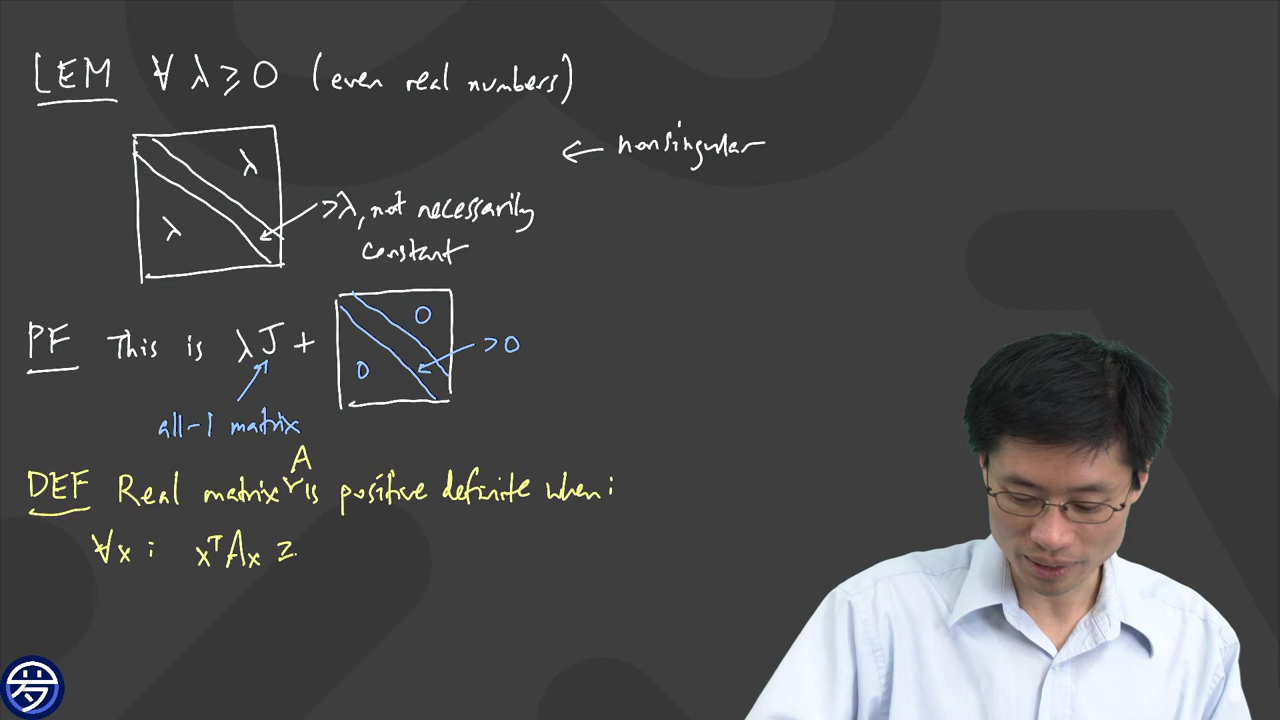 LEM ∀ λ ≥ 0 (even real numbers)
λ
← nonsingular
λ
>λ, not necessarily
constant
PF This is λJ +
0
0
>0
all-1 matrix
A
DEF Real matrix is positive definite when:
∀x: xᵀAx ≥